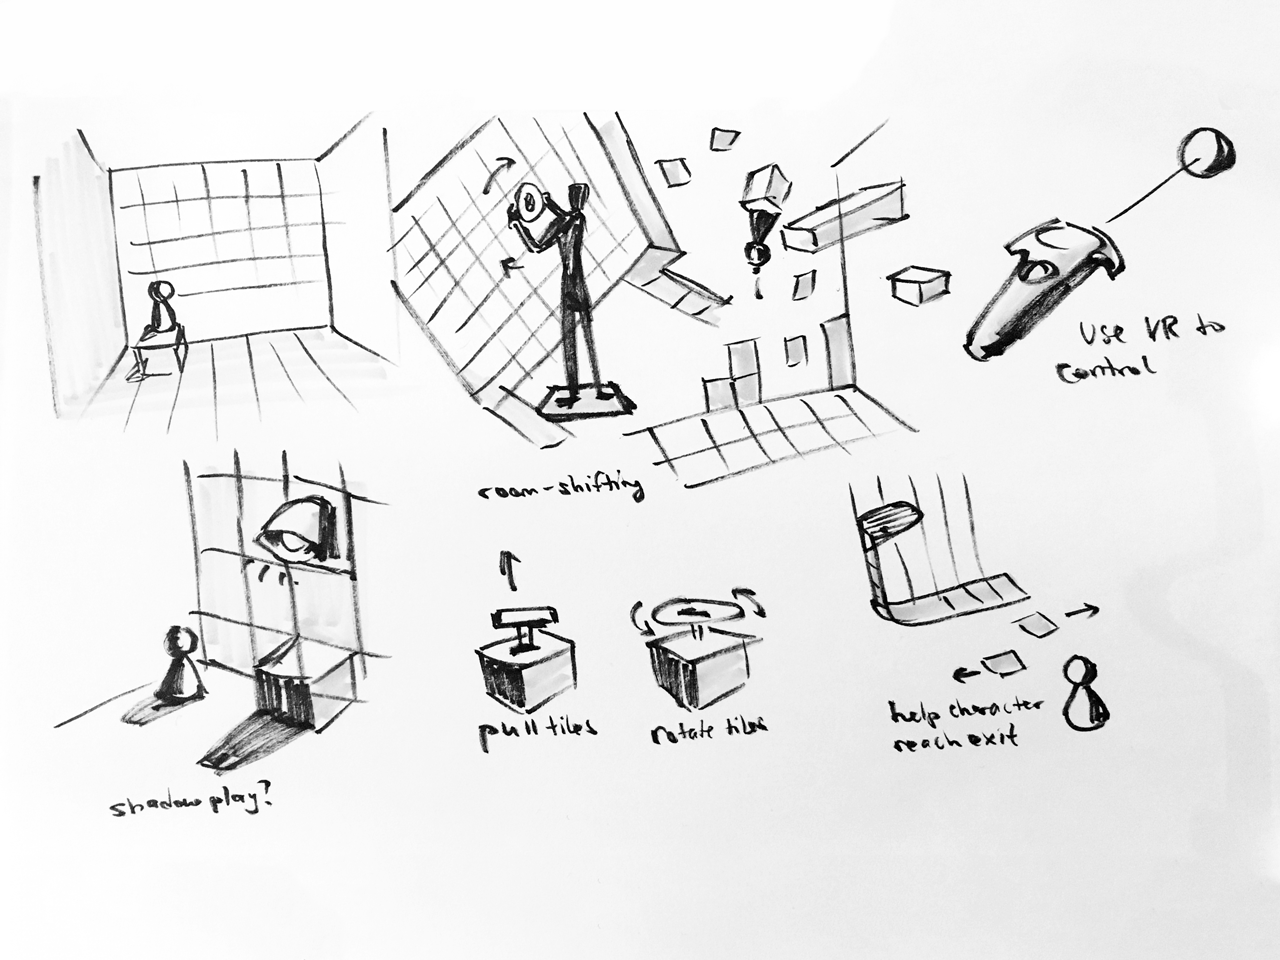 use VR to
control
room-shifting
pull tiles
rotate tiles
help character
reach exit
shadow play?